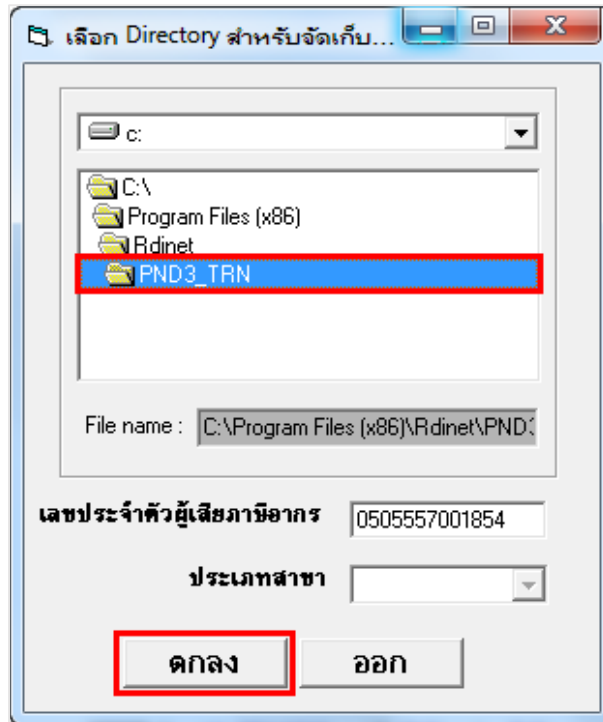 เลือก Directory สำหรับจัดเก็บ...
c:
C:\
Program Files (x86)
Rdinet
PND3_TRN
File name : C:\Program Files (x86)\Rdinet\PND3
เลขประจำตัวผู้เสียภาษีอากร 0505557001854
ประเภทสาขา
ตกลง ออก